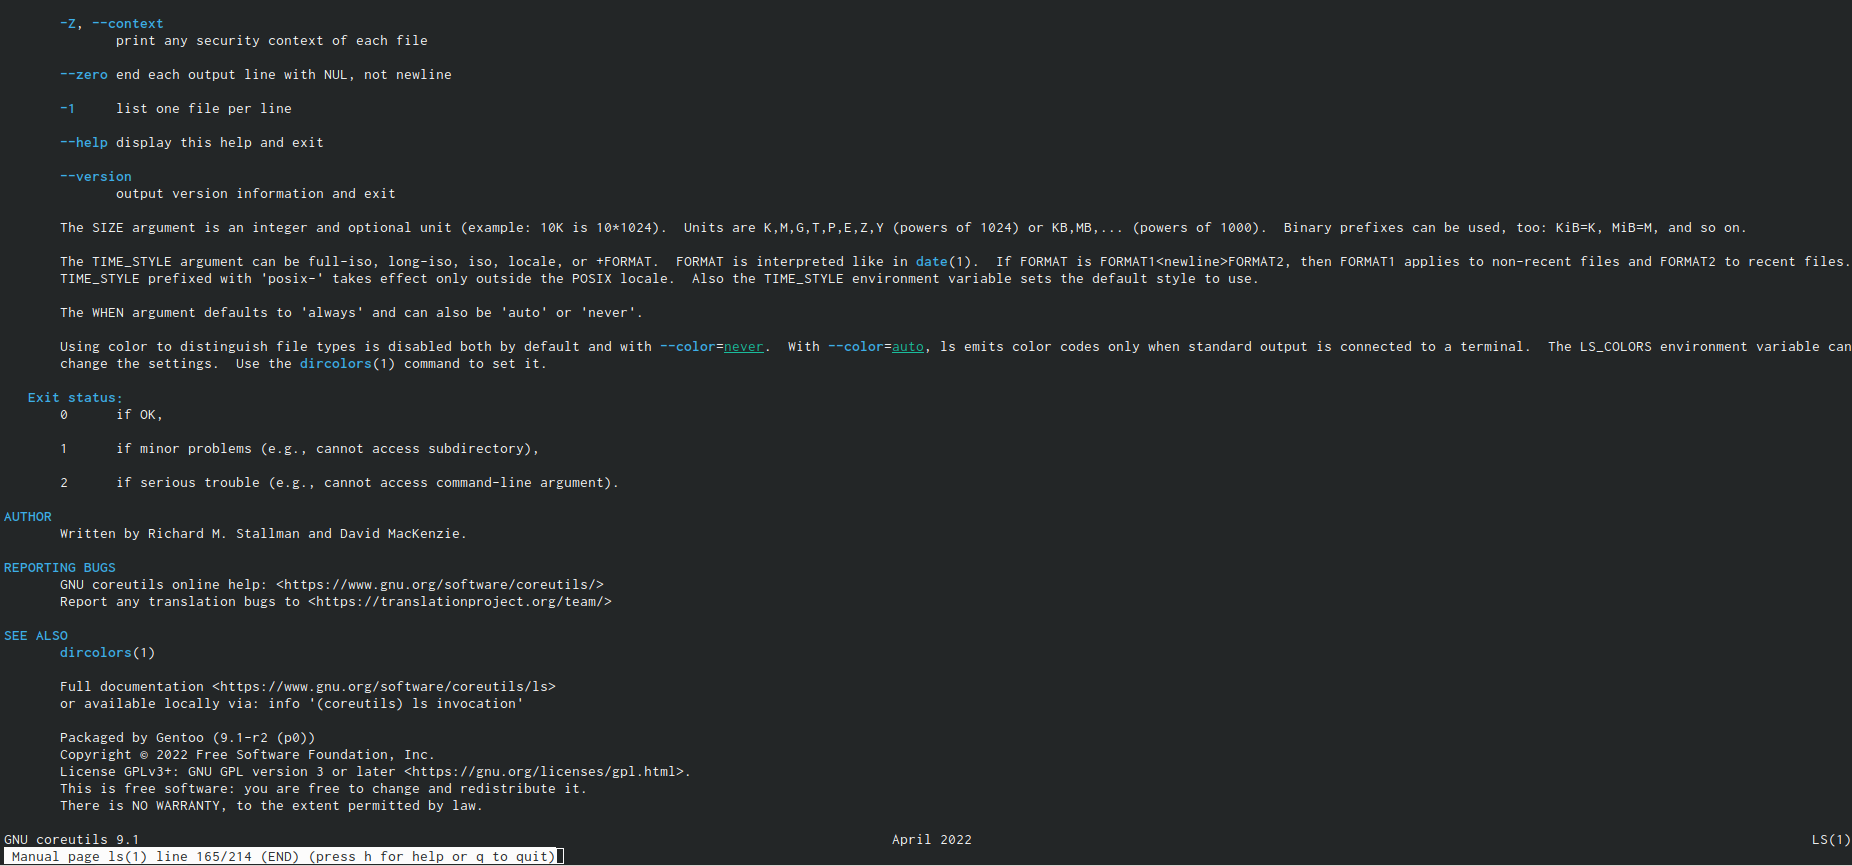 -Z, --context
print any security context of each file
--zero end each output line with NUL, not newline
-1 list one file per line
--help display this help and exit
--version
output version information and exit
The SIZE argument is an integer and optional unit (example: 10K is 10*1024). Units are K,M,G,T,P,E,Z,Y (powers of 1024) or KB,MB,... (powers of 1000). Binary prefixes can be used, too: KiB=K, MiB=M, and so on.
The TIME_STYLE argument can be full-iso, long-iso, iso, locale, or +FORMAT. FORMAT is interpreted like in date(1). If FORMAT is FORMAT1<newline>FORMAT2, then FORMAT1 applies to non-recent files and FORMAT2 to recent files.
TIME_STYLE prefixed with 'posix-' takes effect only outside the POSIX locale. Also the TIME_STYLE environment variable sets the default style to use.
The WHEN argument defaults to 'always' and can also be 'auto' or 'never'.
Using color to distinguish file types is disabled both by default and with --color=never. With --color=auto, ls emits color codes only when standard output is connected to a terminal. The LS_COLORS environment variable can
change the settings. Use the dircolors(1) command to set it.
Exit status:
0 if OK,
1 if minor problems (e.g., cannot access subdirectory),
2 if serious trouble (e.g., cannot access command-line argument).
AUTHOR
Written by Richard M. Stallman and David MacKenzie.
REPORTING BUGS
GNU coreutils online help: <https://www.gnu.org/software/coreutils/>
Report any translation bugs to <https://translationproject.org/team/>
SEE ALSO
dircolors(1)
Full documentation <https://www.gnu.org/software/coreutils/ls>
or available locally via: info '(coreutils) ls invocation'
Packaged by Gentoo (9.1-r2 (p0))
Copyright © 2022 Free Software Foundation, Inc.
License GPLv3+: GNU GPL version 3 or later <https://gnu.org/licenses/gpl.html>.
This is free software: you are free to change and redistribute it.
There is NO WARRANTY, to the extent permitted by law.
GNU coreutils 9.1 April 2022 LS(1)
Manual page ls(1) line 165/214 (END) (press h for help or q to quit)